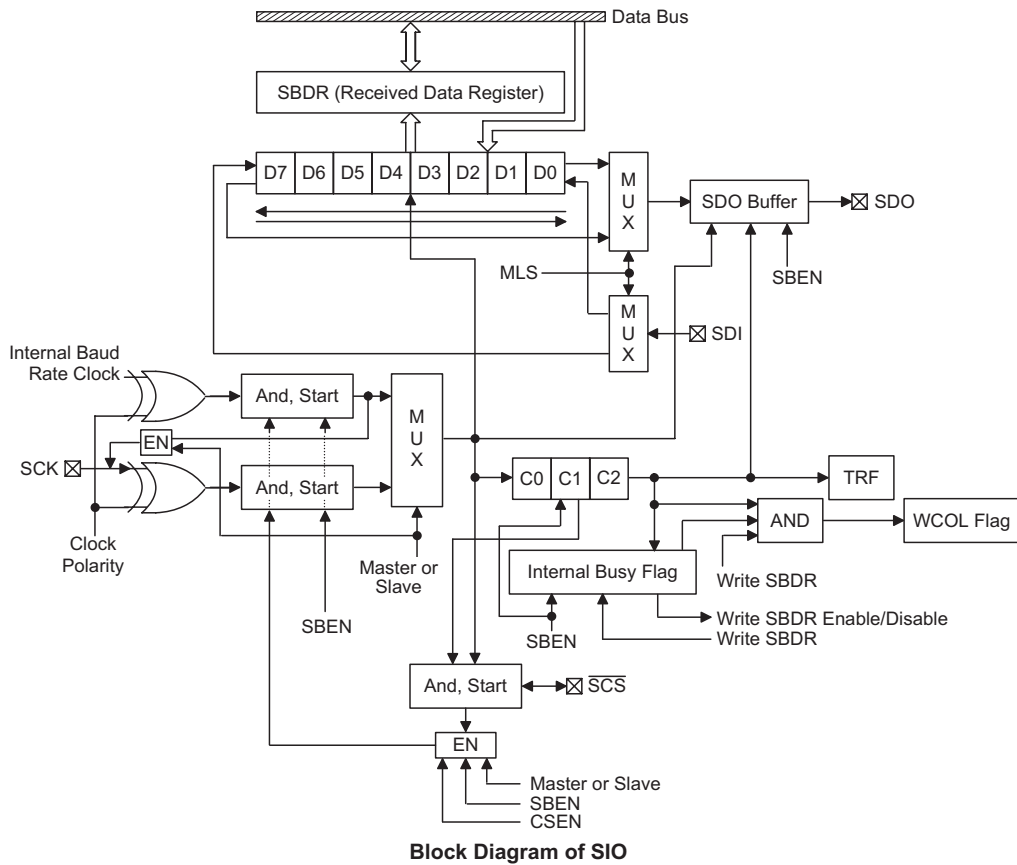 Data Bus
SBDR (Received Data Register)
D7 D6 D5 D4 D3 D2 D1 D0
M
U
X
SDO Buffer
SDO
MLS
SBEN
M
U
X
SDI
Internal Baud
Rate Clock
And, Start
M
U
X
EN
SCK
And, Start
C0 C1 C2
TRF
AND
WCOL Flag
Clock
Polarity
Master or
Slave
Internal Busy Flag
Write SBDR
SBEN
SBEN
Write SBDR Enable/Disable
Write SBDR
And, Start
SCS
EN
Master or Slave
SBEN
CSEN
Block Diagram of SIO